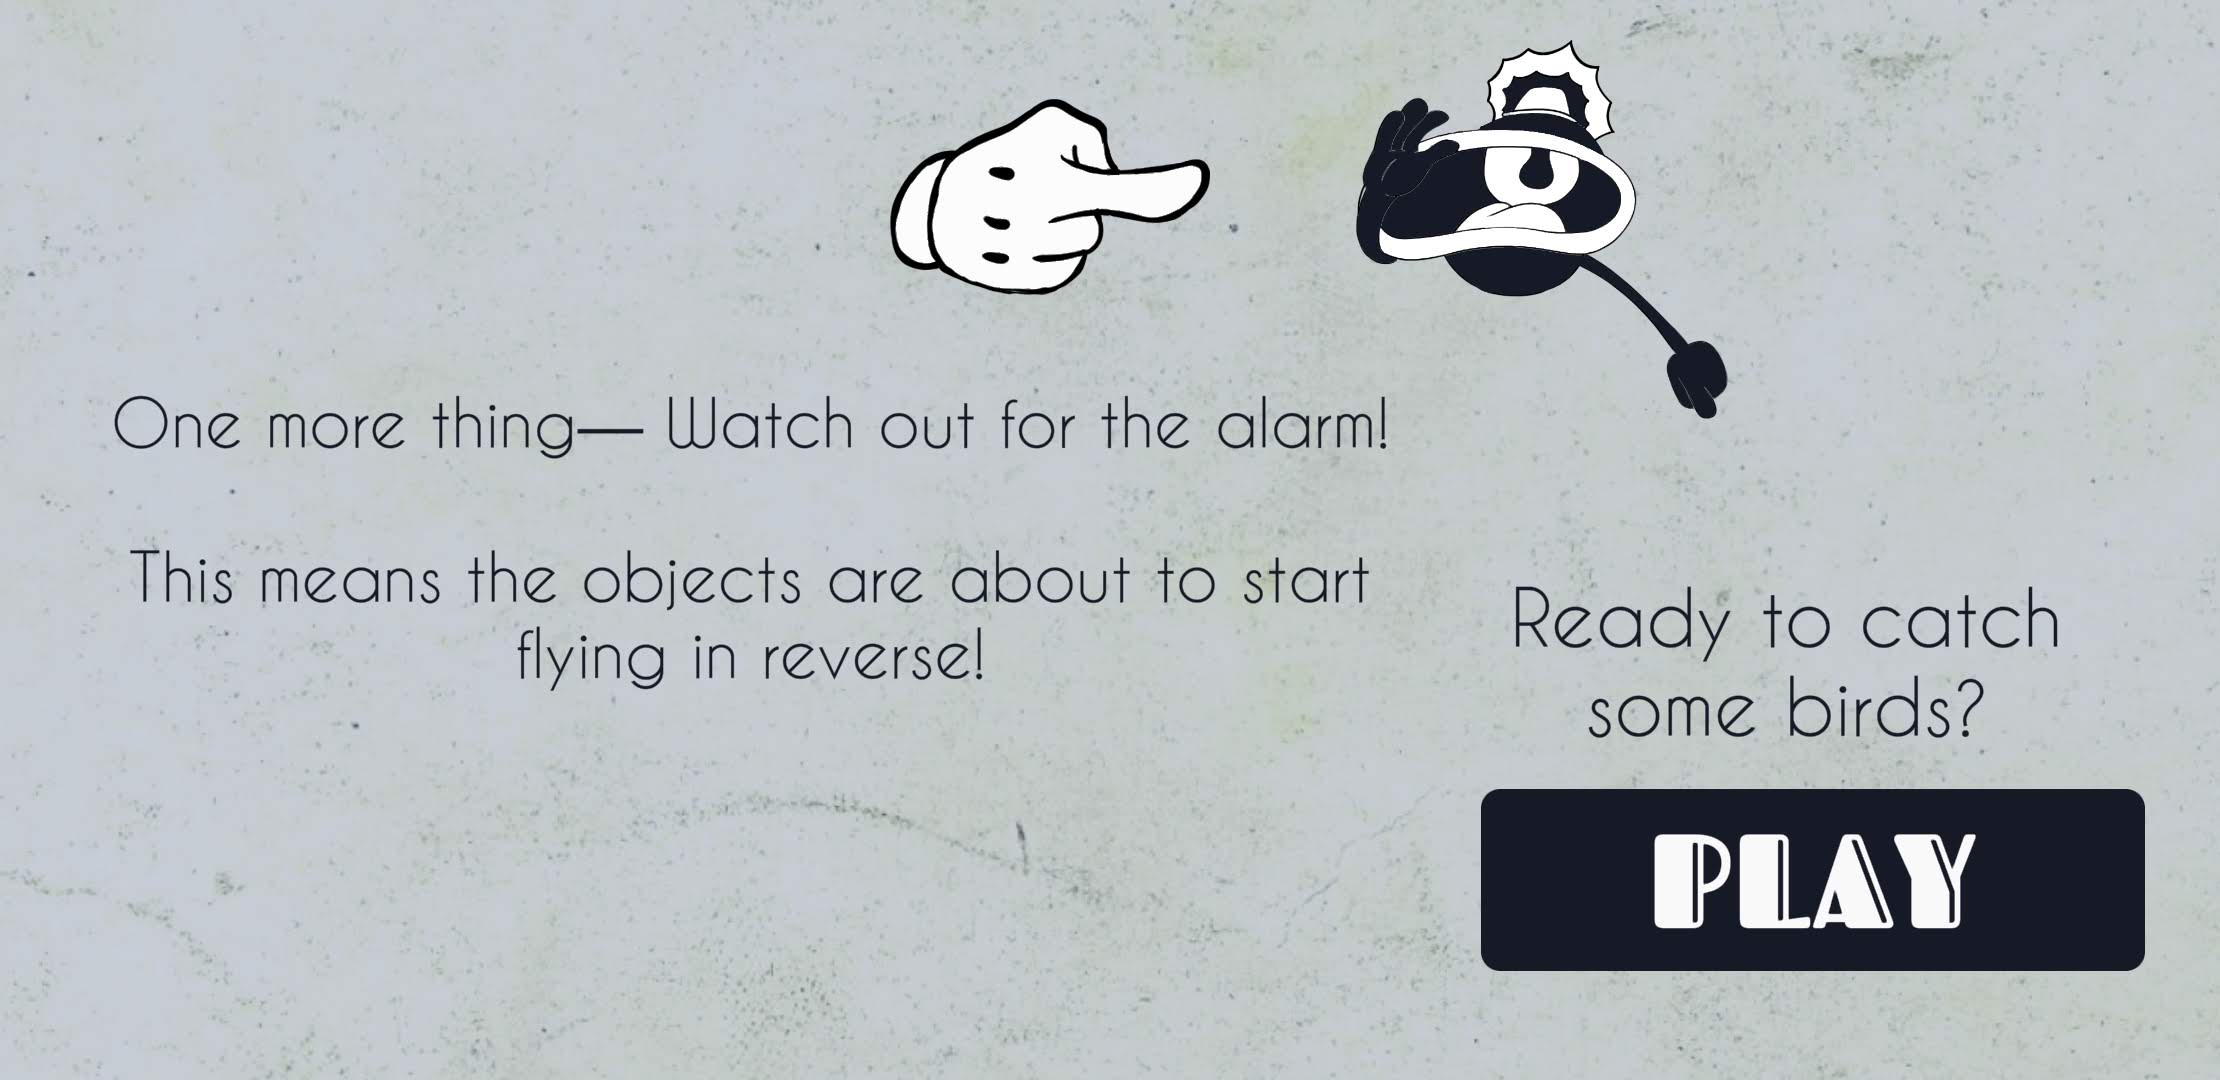 One more thing— Watch out for the alarm!
This means the objects are about to start
flying in reverse!
Ready to catch
some birds?
PLAY